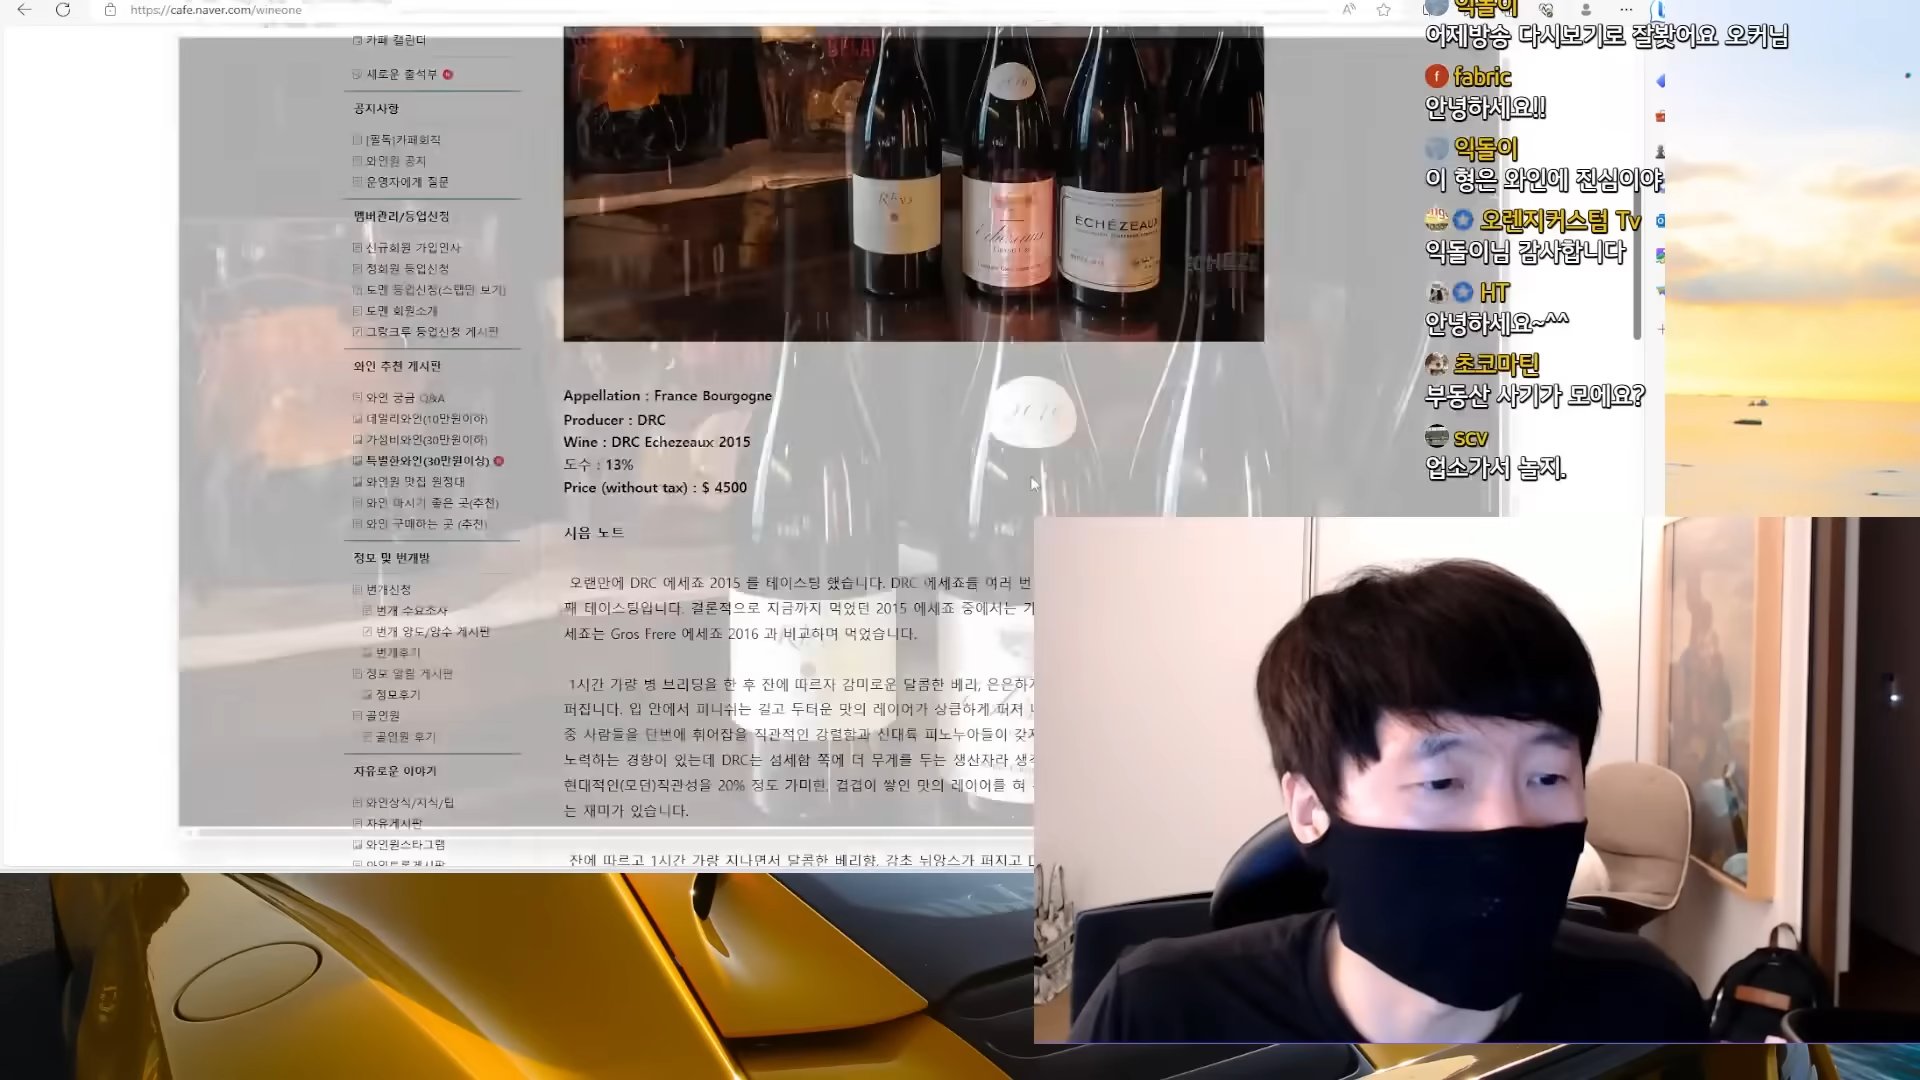 https://cafe.naver.com/wineone
카페 캘린더
새로운 출석부
공지사항
[필독]카페회칙
와인원 공지
운영자에게 질문
멤버관리/등업신청
신규회원 가입인사
정회원 등업신청
도멘 등업신청(스탭만 보기)
도멘 회원소개
그랑크루 등업신청 게시판
와인 추천 게시판
와인 궁금 Q&A
데일리와인(10만원이하)
가성비와인(30만원이하)
특별한와인(30만원이상)
와인원 맛집 원정대
와인 마시기 좋은 곳(추천)
와인 구매하는 곳 (추천)
정모 및 번개방
번개신청
번개 수요조사
번개 양도/양수 게시판
번개후기
정모 알림 게시판
정모후기
골인원
골인원 후기
자유로운 이야기
와인상식/지식/팁
자유게시판
와인원스타그램
ÉCHÉZEAUX
Appellation : France Bourgogne
Producer : DRC
Wine : DRC Echezeaux 2015
도수 : 13%
Price (without tax) : $ 4500
시음 노트
오랜만에 DRC 에세죠 2015 를 테이스팅 했습니다. DRC 에세죠를 여러 번
째 테이스팅입니다. 결론적으로 지금까지 먹었던 2015 에세죠 중에서는
세죠는 Gros Frere 에세죠 2016 과 비교하며 먹었습니다.
1시간 가량 병 브리딩을 한 후 잔에 따르자 감미로운 달콤한 베리, 은은하게
퍼집니다. 입 안에서 피니쉬는 길고 두터운 맛의 레이어가 상큼하게 퍼져
중 사람들을 단번에 휘어잡을 직관적인 강렬함과 신대륙 피노누아들이 갖지
노력하는 경향이 있는데 DRC는 섬세함 쪽에 더 무게를 두는 생산자라 생각
현대적인(모던)직관성을 20% 정도 가미한, 겹겹이 쌓인 맛의 레이어를 혀
는 재미가 있습니다.
잔에 따르고 1시간 가량 지나면서 달콤한 베리향, 감초 뉘앙스가 퍼지고
익돌이
어제방송 다시보기로 잘봤어요 오커님
fabric
안녕하세요!!
익돌이
이 형은 와인에 진심이야
오렌지커스텀 Tv
익돌이님 감사합니다
HT
안녕하세요~^^
초코마틴
부동산 사기가 모에요?
scv
업소가서 놀지.